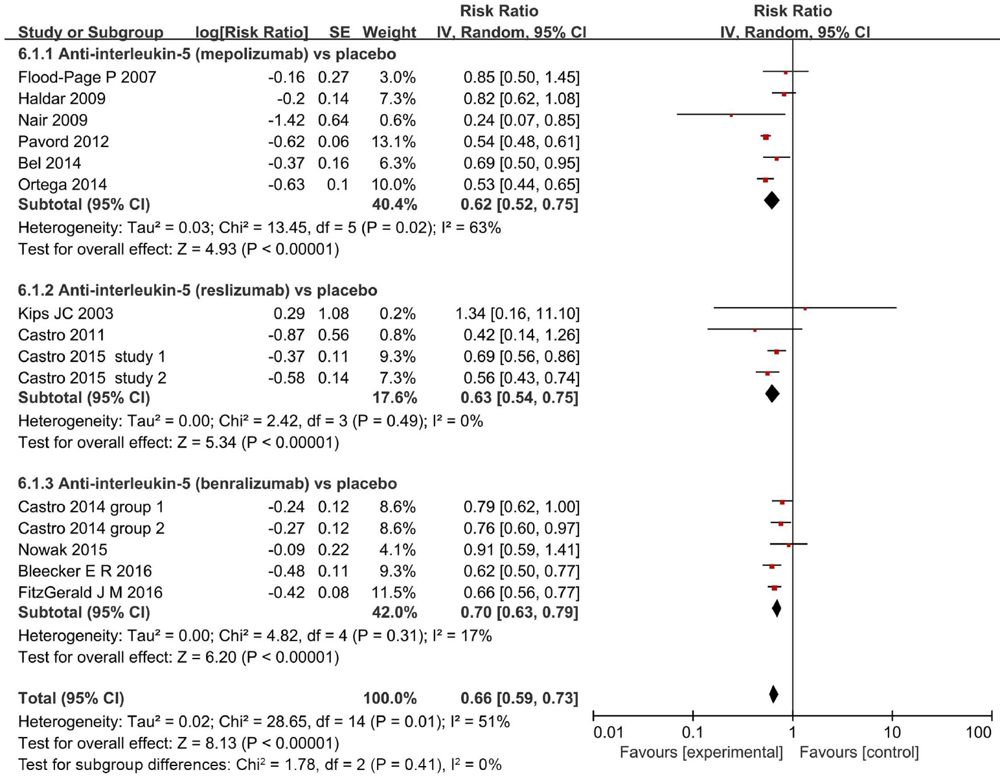 Risk Ratio Risk Ratio
Study or Subgroup log[Risk Ratio] SE Weight IV, Random, 95% CI IV, Random, 95% CI
6.1.1 Anti-interleukin-5 (mepolizumab) vs placebo
Flood-Page P 2007 -0.16 0.27 3.0% 0.85 [0.50, 1.45]
Haldar 2009 -0.2 0.14 7.3% 0.82 [0.62, 1.08]
Nair 2009 -1.42 0.64 0.6% 0.24 [0.07, 0.85]
Pavord 2012 -0.62 0.06 13.1% 0.54 [0.48, 0.61]
Bel 2014 -0.37 0.16 6.3% 0.69 [0.50, 0.95]
Ortega 2014 -0.63 0.1 10.0% 0.53 [0.44, 0.65]
Subtotal (95% CI) 40.4% 0.62 [0.52, 0.75]
Heterogeneity: Tau² = 0.03; Chi² = 13.45, df = 5 (P = 0.02); I² = 63%
Test for overall effect: Z = 4.93 (P < 0.00001)
6.1.2 Anti-interleukin-5 (reslizumab) vs placebo
Kips JC 2003 0.29 1.08 0.2% 1.34 [0.16, 11.10]
Castro 2011 -0.87 0.56 0.8% 0.42 [0.14, 1.26]
Castro 2015 study 1 -0.37 0.11 9.3% 0.69 [0.56, 0.86]
Castro 2015 study 2 -0.58 0.14 7.3% 0.56 [0.43, 0.74]
Subtotal (95% CI) 17.6% 0.63 [0.54, 0.75]
Heterogeneity: Tau² = 0.00; Chi² = 2.42, df = 3 (P = 0.49); I² = 0%
Test for overall effect: Z = 5.34 (P < 0.00001)
6.1.3 Anti-interleukin-5 (benralizumab) vs placebo
Castro 2014 group 1 -0.24 0.12 8.6% 0.79 [0.62, 1.00]
Castro 2014 group 2 -0.27 0.12 8.6% 0.76 [0.60, 0.97]
Nowak 2015 -0.09 0.22 4.1% 0.91 [0.59, 1.41]
Bleecker E R 2016 -0.48 0.11 9.3% 0.62 [0.50, 0.77]
FitzGerald J M 2016 -0.42 0.08 11.5% 0.66 [0.56, 0.77]
Subtotal (95% CI) 42.0% 0.70 [0.63, 0.79]
Heterogeneity: Tau² = 0.00; Chi² = 4.82, df = 4 (P = 0.31); I² = 17%
Test for overall effect: Z = 6.20 (P < 0.00001)
Total (95% CI) 100.0% 0.66 [0.59, 0.73]
Heterogeneity: Tau² = 0.02; Chi² = 28.65, df = 14 (P = 0.01); I² = 51%
Test for overall effect: Z = 8.13 (P < 0.00001)
Test for subgroup differences: Chi² = 1.78, df = 2 (P = 0.41), I² = 0%
0.01 0.1 1 10 100
Favours [experimental] Favours [control]